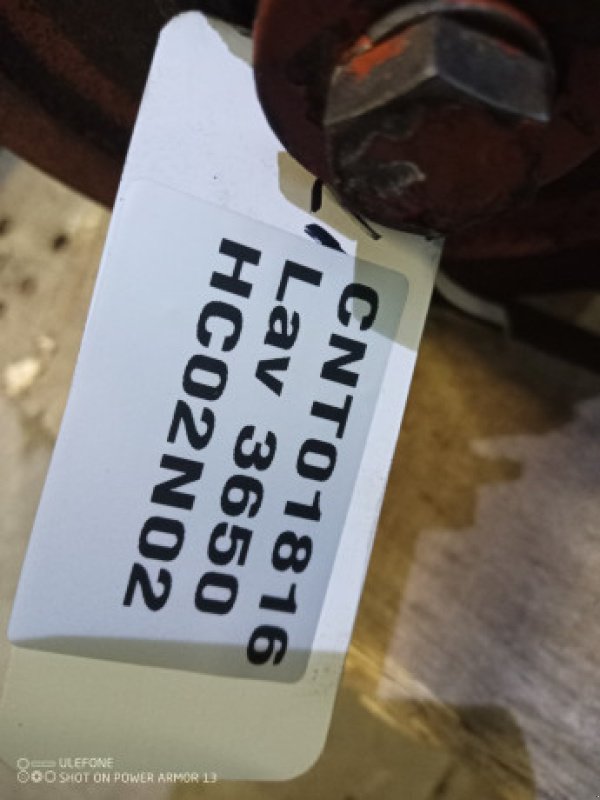 CNT01816
Lav 3650
HC02N02
ULEFONE
SHOT ON POWER ARMOR 13